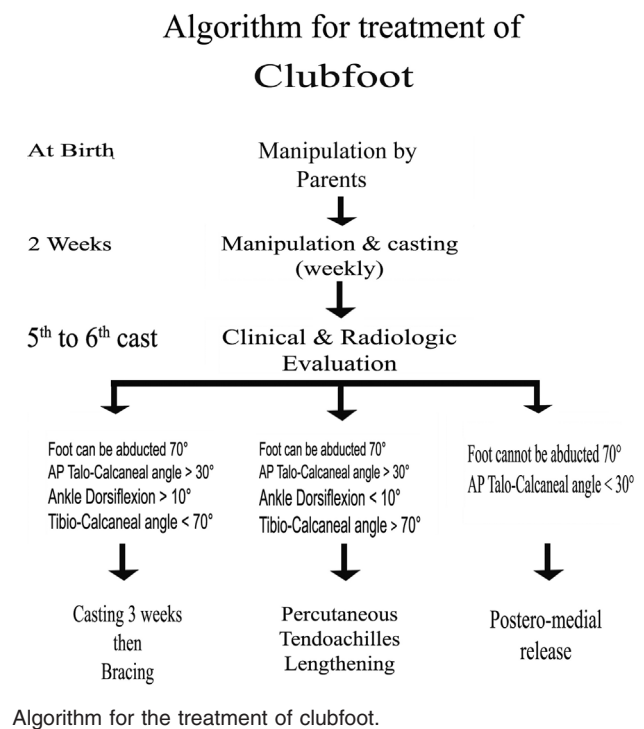 Algorithm for treatment of
Clubfoot
At Birth
Manipulation by
Parents
2 Weeks
Manipulation & casting
(weekly)
5th to 6th cast
Clinical & Radiologic
Evaluation
Foot can be abducted 70°
AP Talo-Calcaneal angle > 30°
Ankle Dorsiflexion > 10°
Tibio-Calcaneal angle < 70°
Foot can be abducted 70°
AP Talo-Calcaneal angle > 30°
Ankle Dorsiflexion < 10°
Tibio-Calcaneal angle > 70°
Foot cannot be abducted 70°
AP Talo-Calcaneal angle < 30°
Casting 3 weeks
then
Bracing
Percutaneous
Tendoachilles
Lengthening
Postero-medial
release
Algorithm for the treatment of clubfoot.